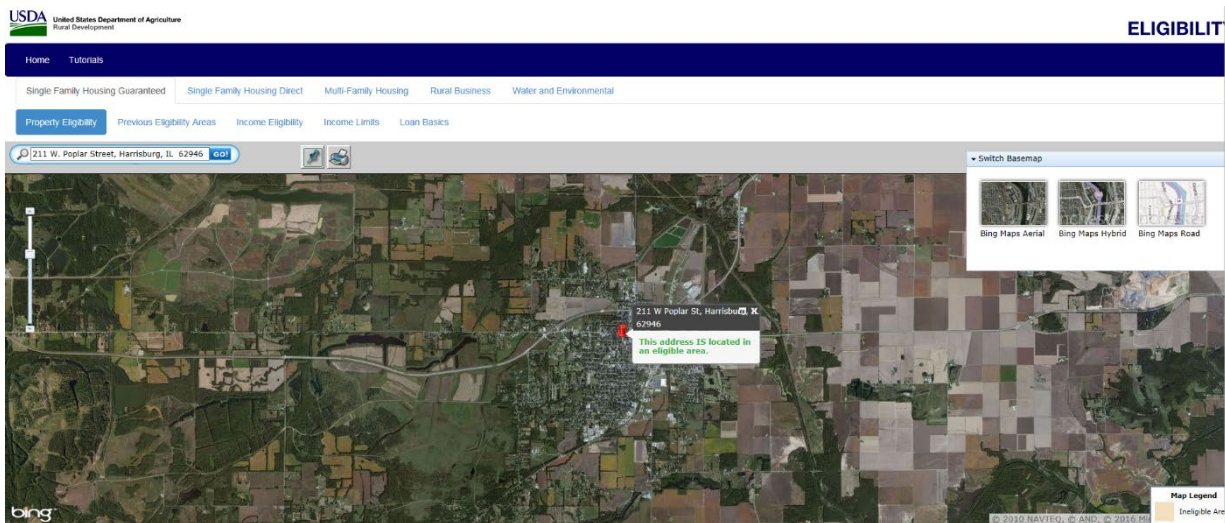 USDA United States Department of Agriculture
Rural Development
ELIGIBILIT
Home Tutorials
Single Family Housing Guaranteed Single Family Housing Direct Multi-Family Housing Rural Business Water and Environmental
Property Eligibility Previous Eligibility Areas Income Eligibility Income Limits Loan Basics
211 W. Poplar Street, Harrisburg, IL 62946 GO!
Switch Basemap
Bing Maps Aerial Bing Maps Hybrid Bing Maps Road
211 W Poplar St, Harrisbu
62946
This address IS located in
an eligible area.
Map Legend
Ineligible Are
bing
© 2010 NAVTEQ, © AND, © 2016 Mi